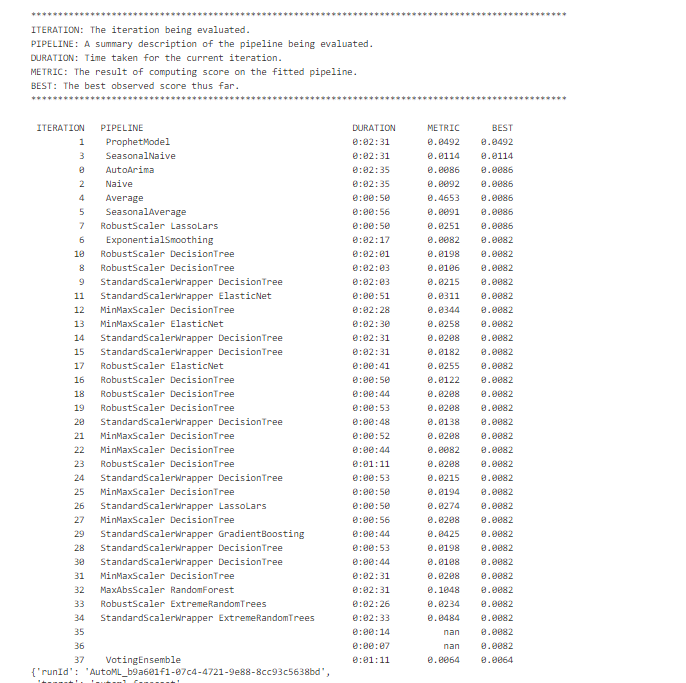 ****************************************************************************************************
ITERATION: The iteration being evaluated.
PIPELINE: A summary description of the pipeline being evaluated.
DURATION: Time taken for the current iteration.
METRIC: The result of computing score on the fitted pipeline.
BEST: The best observed score thus far.
****************************************************************************************************
ITERATION PIPELINE DURATION METRIC BEST
1 ProphetModel 0:02:31 0.0492 0.0492
3 SeasonalNaive 0:02:31 0.0114 0.0114
0 AutoArima 0:02:35 0.0086 0.0086
2 Naive 0:02:35 0.0092 0.0086
4 Average 0:00:50 0.4653 0.0086
5 SeasonalAverage 0:00:56 0.0091 0.0086
7 RobustScaler LassoLars 0:00:50 0.0251 0.0086
6 ExponentialSmoothing 0:02:17 0.0082 0.0082
10 RobustScaler DecisionTree 0:02:01 0.0198 0.0082
8 RobustScaler DecisionTree 0:02:03 0.0106 0.0082
9 StandardScalerWrapper DecisionTree 0:02:03 0.0215 0.0082
11 StandardScalerWrapper ElasticNet 0:00:51 0.0311 0.0082
12 MinMaxScaler DecisionTree 0:02:28 0.0344 0.0082
13 MinMaxScaler ElasticNet 0:02:30 0.0258 0.0082
14 StandardScalerWrapper DecisionTree 0:02:31 0.0208 0.0082
15 StandardScalerWrapper DecisionTree 0:02:31 0.0182 0.0082
17 RobustScaler ElasticNet 0:00:41 0.0255 0.0082
16 RobustScaler DecisionTree 0:00:50 0.0122 0.0082
18 RobustScaler DecisionTree 0:00:44 0.0208 0.0082
19 RobustScaler DecisionTree 0:00:53 0.0208 0.0082
20 StandardScalerWrapper DecisionTree 0:00:48 0.0138 0.0082
21 MinMaxScaler DecisionTree 0:00:52 0.0208 0.0082
22 MinMaxScaler DecisionTree 0:00:44 0.0082 0.0082
23 RobustScaler DecisionTree 0:01:11 0.0208 0.0082
24 StandardScalerWrapper DecisionTree 0:00:53 0.0215 0.0082
25 MinMaxScaler DecisionTree 0:00:50 0.0194 0.0082
26 StandardScalerWrapper LassoLars 0:00:50 0.0274 0.0082
27 MinMaxScaler DecisionTree 0:00:56 0.0208 0.0082
29 StandardScalerWrapper GradientBoosting 0:00:44 0.0425 0.0082
28 StandardScalerWrapper DecisionTree 0:00:53 0.0198 0.0082
30 StandardScalerWrapper DecisionTree 0:00:44 0.0108 0.0082
31 MinMaxScaler DecisionTree 0:02:31 0.0208 0.0082
32 MaxAbsScaler RandomForest 0:02:31 0.1048 0.0082
33 RobustScaler ExtremeRandomTrees 0:02:26 0.0234 0.0082
34 StandardScalerWrapper ExtremeRandomTrees 0:02:33 0.0484 0.0082
35 0:00:14 nan 0.0082
36 0:00:07 nan 0.0082
37 VotingEnsemble 0:01:11 0.0064 0.0064
{'runId': 'AutoML_b9a601f1-07c4-4721-9e88-8cc93c5638bd',